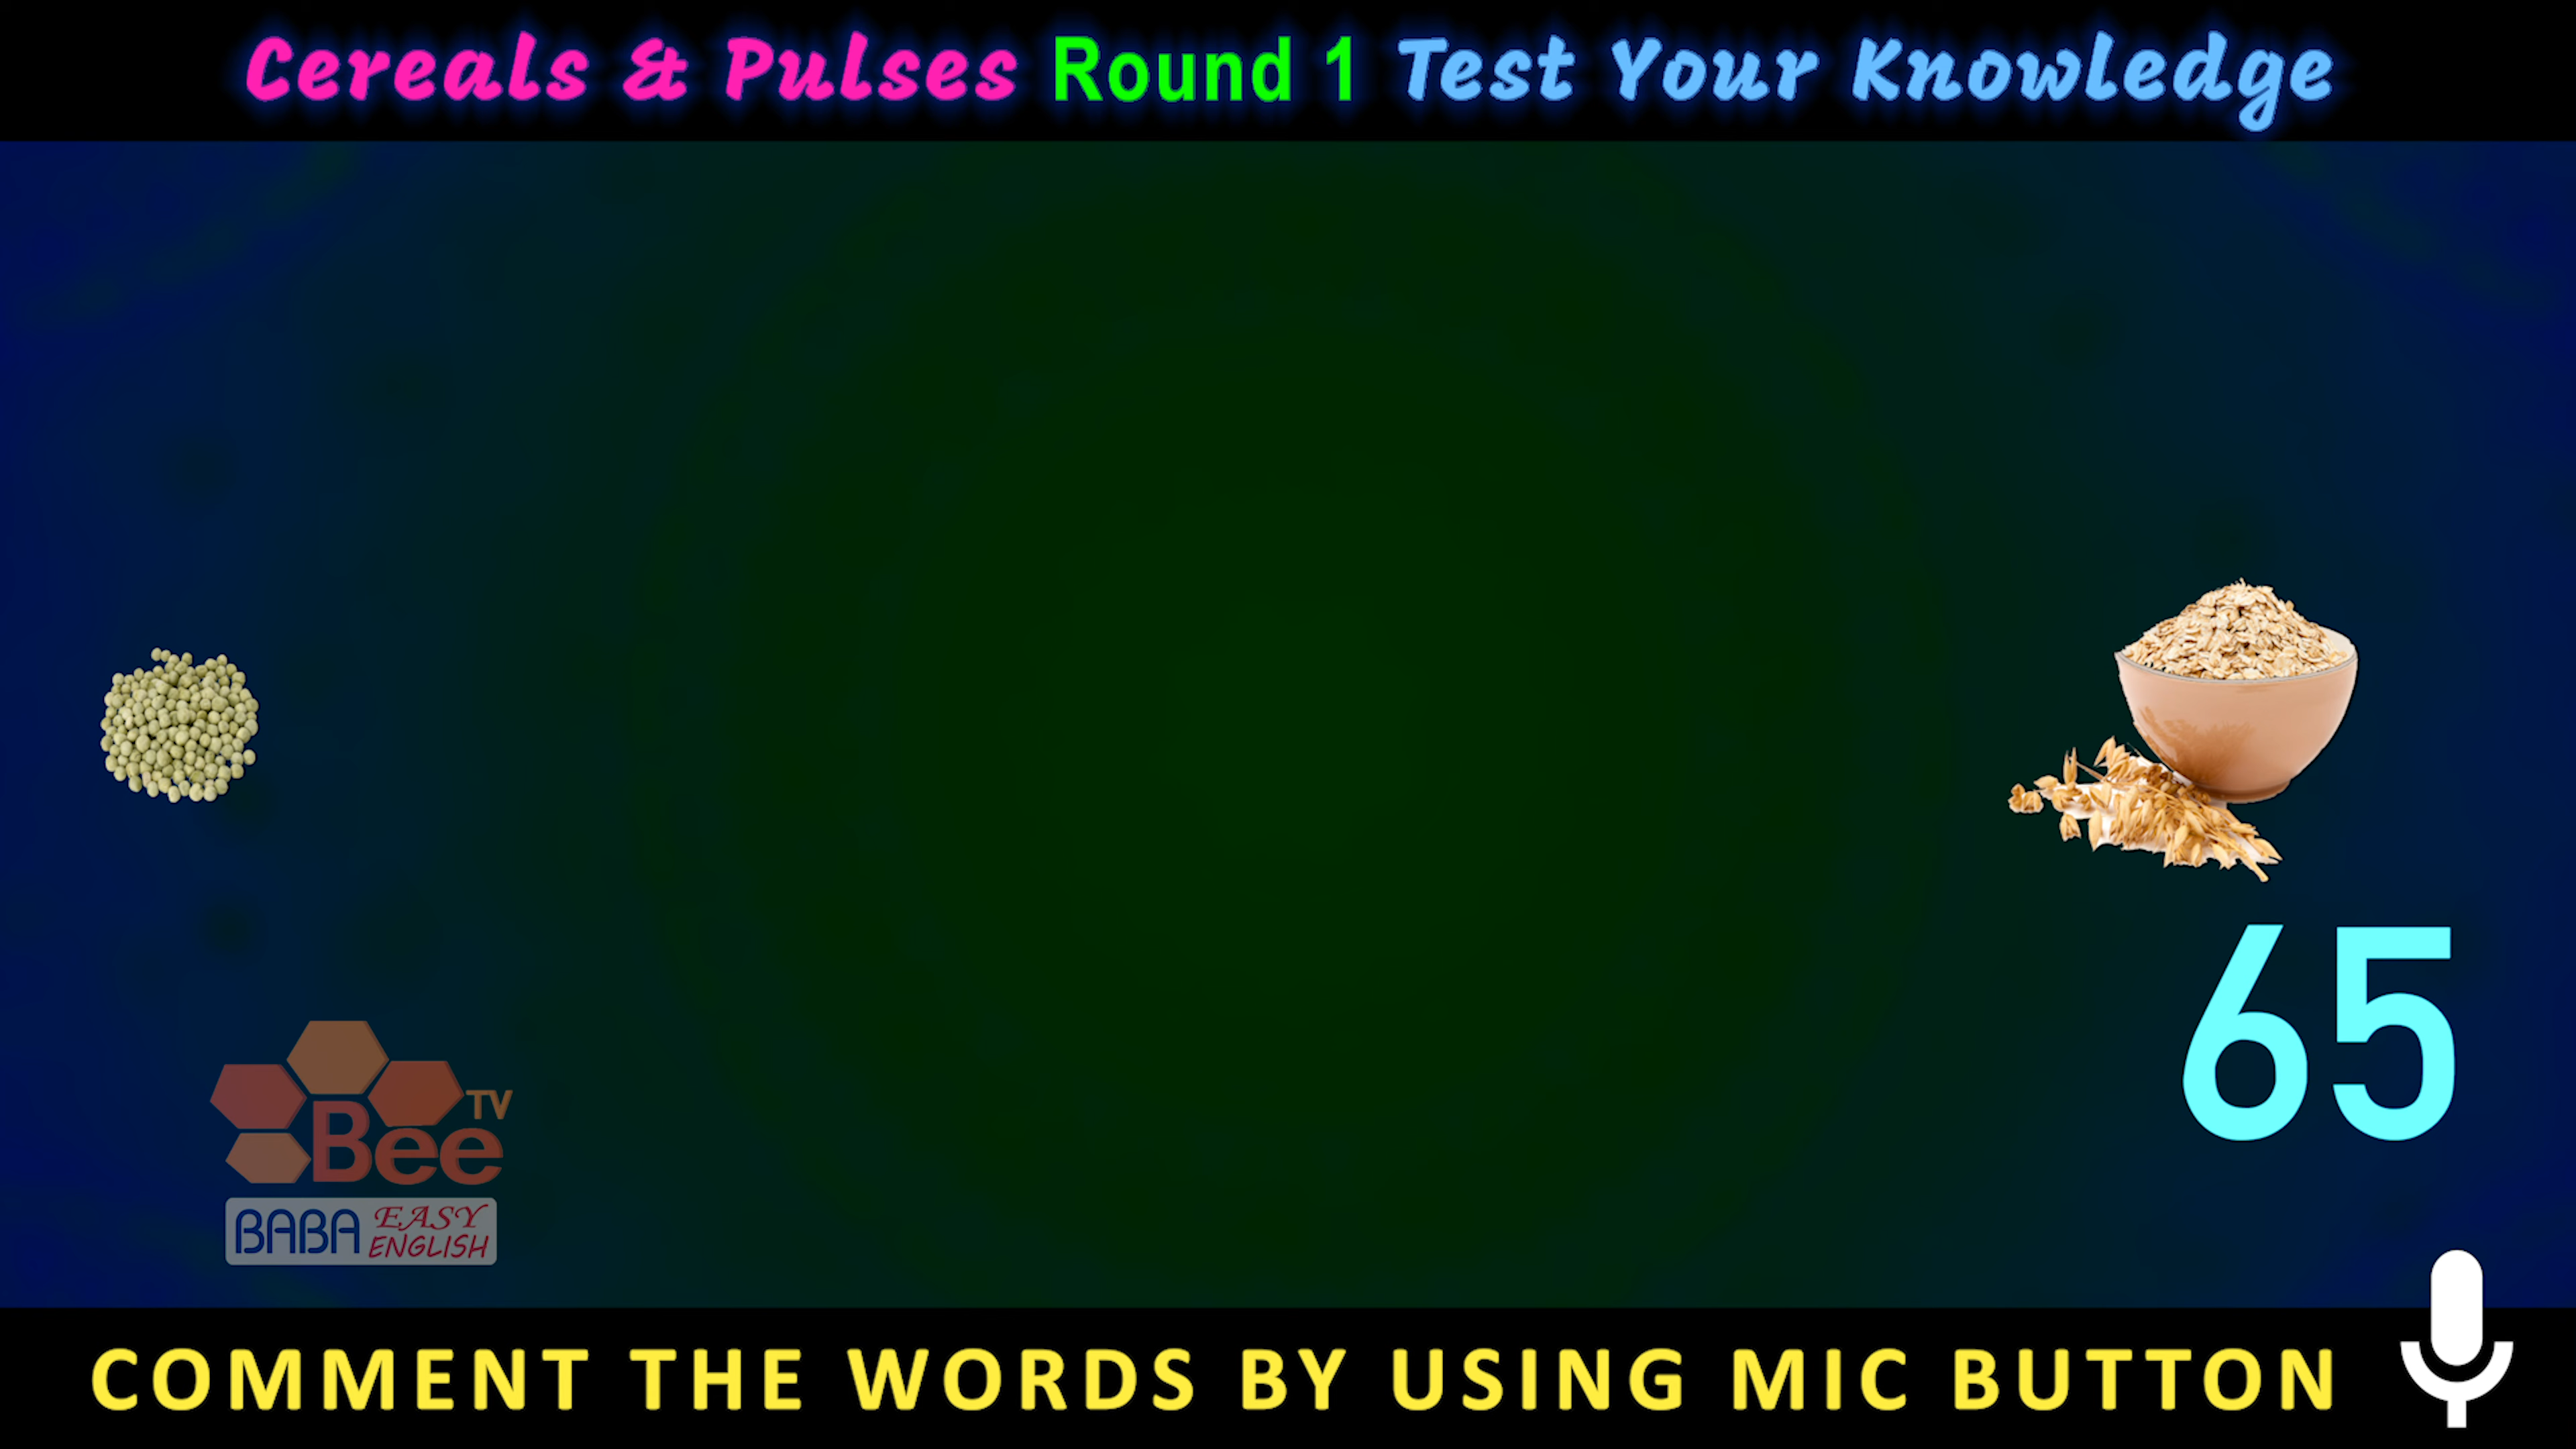 Cereals & Pulses Round 1 Test Your Knowledge
65
TV
Bee
BABA EASY ENGLISH
COMMENT THE WORDS BY USING MIC BUTTON